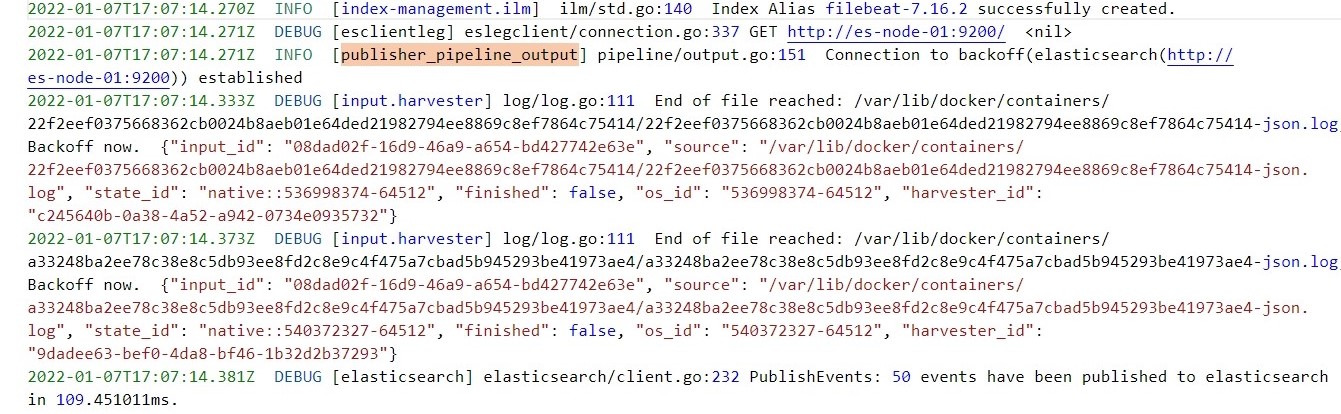 2022-01-07T17:07:14.270Z  INFO  [index-management.ilm]  ilm/std.go:140  Index Alias filebeat-7.16.2 successfully created.
2022-01-07T17:07:14.271Z  DEBUG [esclientleg] eslegclient/connection.go:337 GET http://es-node-01:9200/  <nil>
2022-01-07T17:07:14.271Z  INFO  [publisher_pipeline_output] pipeline/output.go:151  Connection to backoff(elasticsearch(http://
es-node-01:9200)) established
2022-01-07T17:07:14.333Z  DEBUG [input.harvester] log/log.go:111  End of file reached: /var/lib/docker/containers/
22f2eef0375668362cb0024b8aeb01e64ded21982794ee8869c8ef7864c75414/22f2eef0375668362cb0024b8aeb01e64ded21982794ee8869c8ef7864c75414-json.log
Backoff now.  {"input_id": "08dad02f-16d9-46a9-a654-bd427742e63e", "source": "/var/lib/docker/containers/
22f2eef0375668362cb0024b8aeb01e64ded21982794ee8869c8ef7864c75414/22f2eef0375668362cb0024b8aeb01e64ded21982794ee8869c8ef7864c75414-json.
log", "state_id": "native::536998374-64512", "finished": false, "os_id": "536998374-64512", "harvester_id":
"c245640b-0a38-4a52-a942-0734e0935732"}
2022-01-07T17:07:14.373Z  DEBUG [input.harvester] log/log.go:111  End of file reached: /var/lib/docker/containers/
a33248ba2ee78c38e8c5db93ee8fd2c8e9c4f475a7cbad5b945293be41973ae4/a33248ba2ee78c38e8c5db93ee8fd2c8e9c4f475a7cbad5b945293be41973ae4-json.log
Backoff now.  {"input_id": "08dad02f-16d9-46a9-a654-bd427742e63e", "source": "/var/lib/docker/containers/
a33248ba2ee78c38e8c5db93ee8fd2c8e9c4f475a7cbad5b945293be41973ae4/a33248ba2ee78c38e8c5db93ee8fd2c8e9c4f475a7cbad5b945293be41973ae4-json.
log", "state_id": "native::540372327-64512", "finished": false, "os_id": "540372327-64512", "harvester_id":
"9dadee63-bef0-4da8-bf46-1b32d2b37293"}
2022-01-07T17:07:14.381Z  DEBUG [elasticsearch] elasticsearch/client.go:232 PublishEvents: 50 events have been published to elasticsearch
in 109.451011ms.